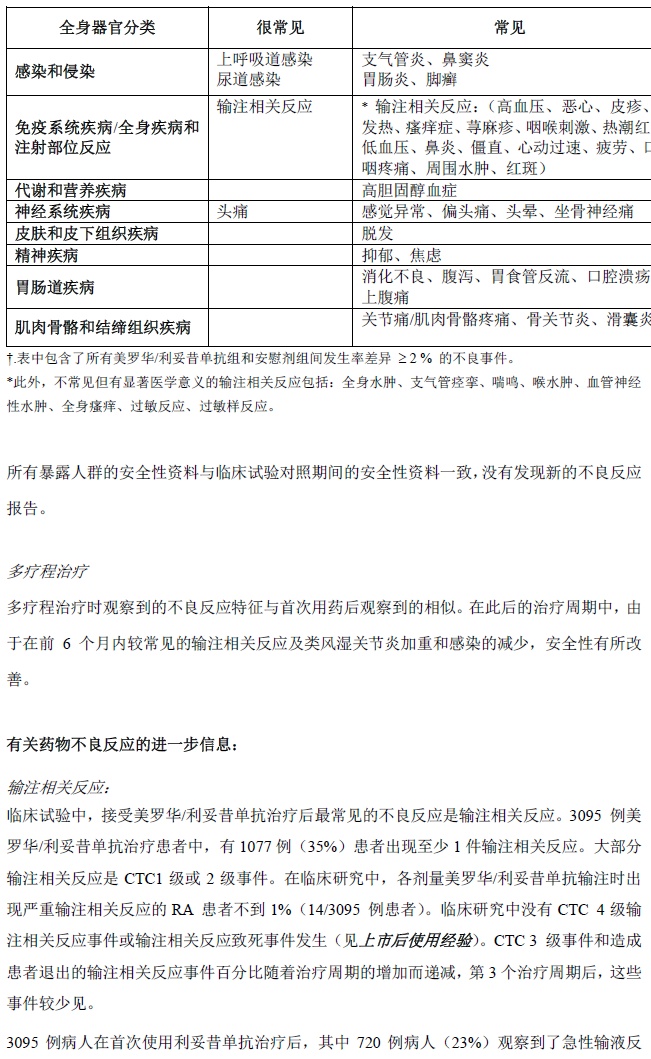 全身器官分类 很常见 常见
感染和侵染 上呼吸道感染 支气管炎、鼻窦炎
尿道感染 胃肠炎、脚癣
免疫系统疾病/全身疾病和注射部位反应 输注相关反应 * 输注相关反应:(高血压、恶心、皮疹、
发热、瘙痒症、荨麻疹、咽喉刺激、热潮红
低血压、鼻炎、僵直、心动过速、疲劳、口
咽疼痛、周围水肿、红斑)
代谢和营养疾病 高胆固醇血症
神经系统疾病 头痛 感觉异常、偏头痛、头晕、坐骨神经痛
皮肤和皮下组织疾病 脱发
精神疾病 抑郁、焦虑
胃肠道疾病 消化不良、腹泻、胃食管反流、口腔溃疡
上腹痛
肌肉骨骼和结缔组织疾病 关节痛/肌肉骨骼疼痛、骨关节炎、滑囊炎
†.表中包含了所有美罗华/利妥昔单抗组和安慰剂组间发生率差异 ≥2 % 的不良事件。
*此外，不常见但有显著医学意义的输注相关反应包括：全身水肿、支气管痉挛、喘鸣、喉水肿、血管神经
性水肿、全身瘙痒、过敏反应、过敏样反应。
所有暴露人群的安全性资料与临床试验对照期间的安全性资料一致，没有发现新的不良反应
报告。
多疗程治疗
多疗程治疗时观察到的不良反应特征与首次用药后观察到的相似。在此后的治疗周期中，由
于在前 6 个月内较常见的输注相关反应及类风湿关节炎加重和感染的减少，安全性有所改
善。
有关药物不良反应的进一步信息：
输注相关反应：
临床试验中，接受美罗华/利妥昔单抗治疗后最常见的不良反应是输注相关反应。3095 例美
罗华/利妥昔单抗治疗患者中，有 1077 例（35%）患者出现至少 1 件输注相关反应。大部分
输注相关反应是 CTC1 级或 2 级事件。在临床研究中，各剂量美罗华/利妥昔单抗输注时出
现严重输注相关反应的 RA 患者不到 1%（14/3095 例患者）。临床研究中没有 CTC 4 级输
注相关反应事件或输注相关反应致死事件发生（见上市后使用经验）。CTC 3 级事件和造成
患者退出的输注相关反应事件百分比随着治疗周期的增加而递减，第 3 个治疗周期后，这些
事件较少见。
3095 例病人在首次使用利妥昔单抗治疗后，其中 720 例病人（23%）观察到了急性输液反